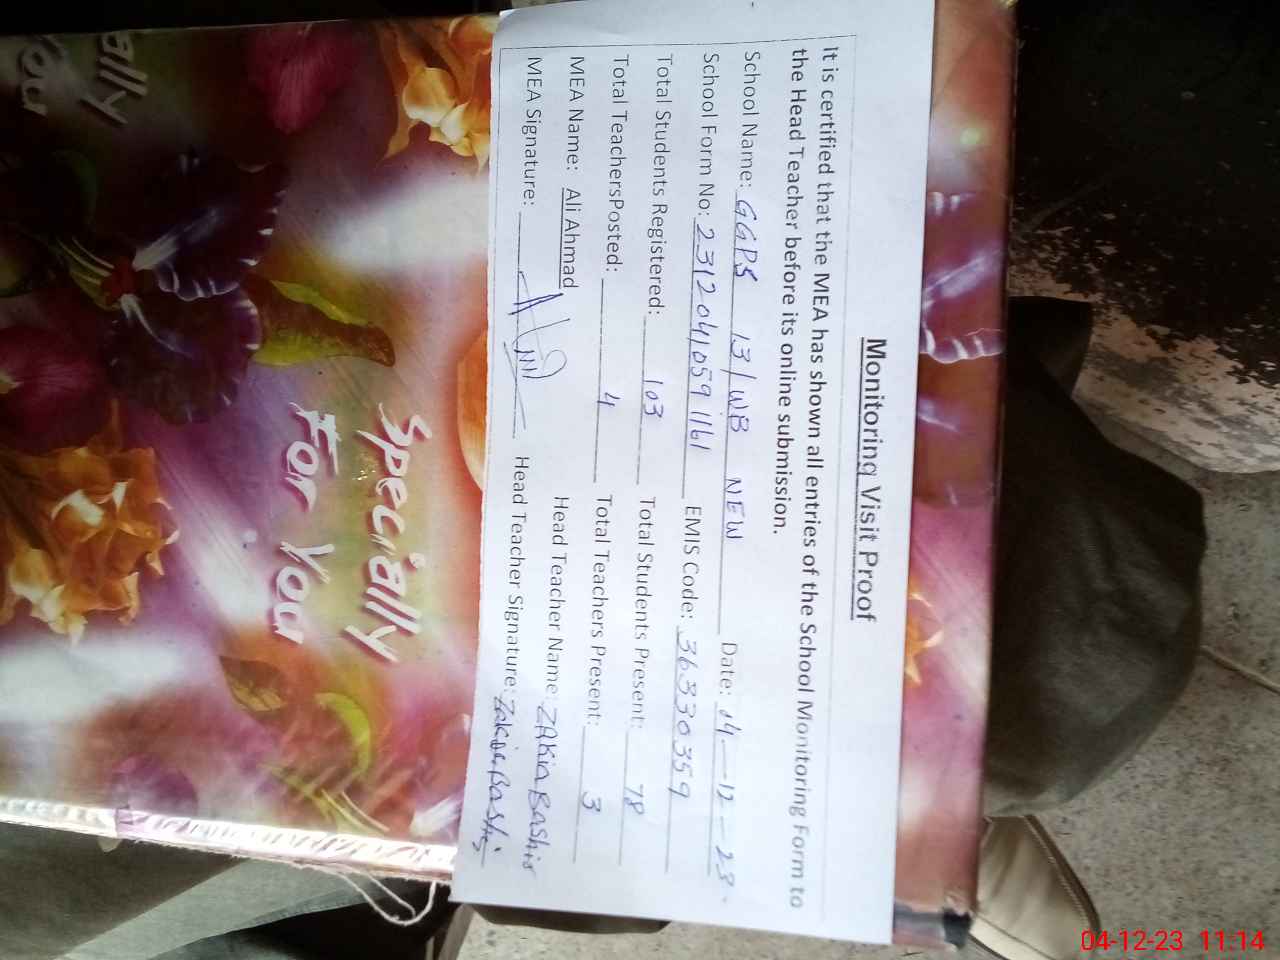 Monitoring Visit Proof
It is certified that the MEA has shown all entries of the School Monitoring Form to
the Head Teacher before its online submission.
School Name: GGPS 13/WB NEW Date: 04-12-23
School Form No: 2312041059 1161 EMIS Code: 36330359
Total Students Registered: 103 Total Students Present: 78
Total TeachersPosted: 4 Total Teachers Present: 3
MEA Name: Ali Ahmad Head Teacher Name: ZAKia Bashir
MEA Signature: Head Teacher Signature: Zakia Bashir
Specially
For You
ally
You
04-12-23 11:14